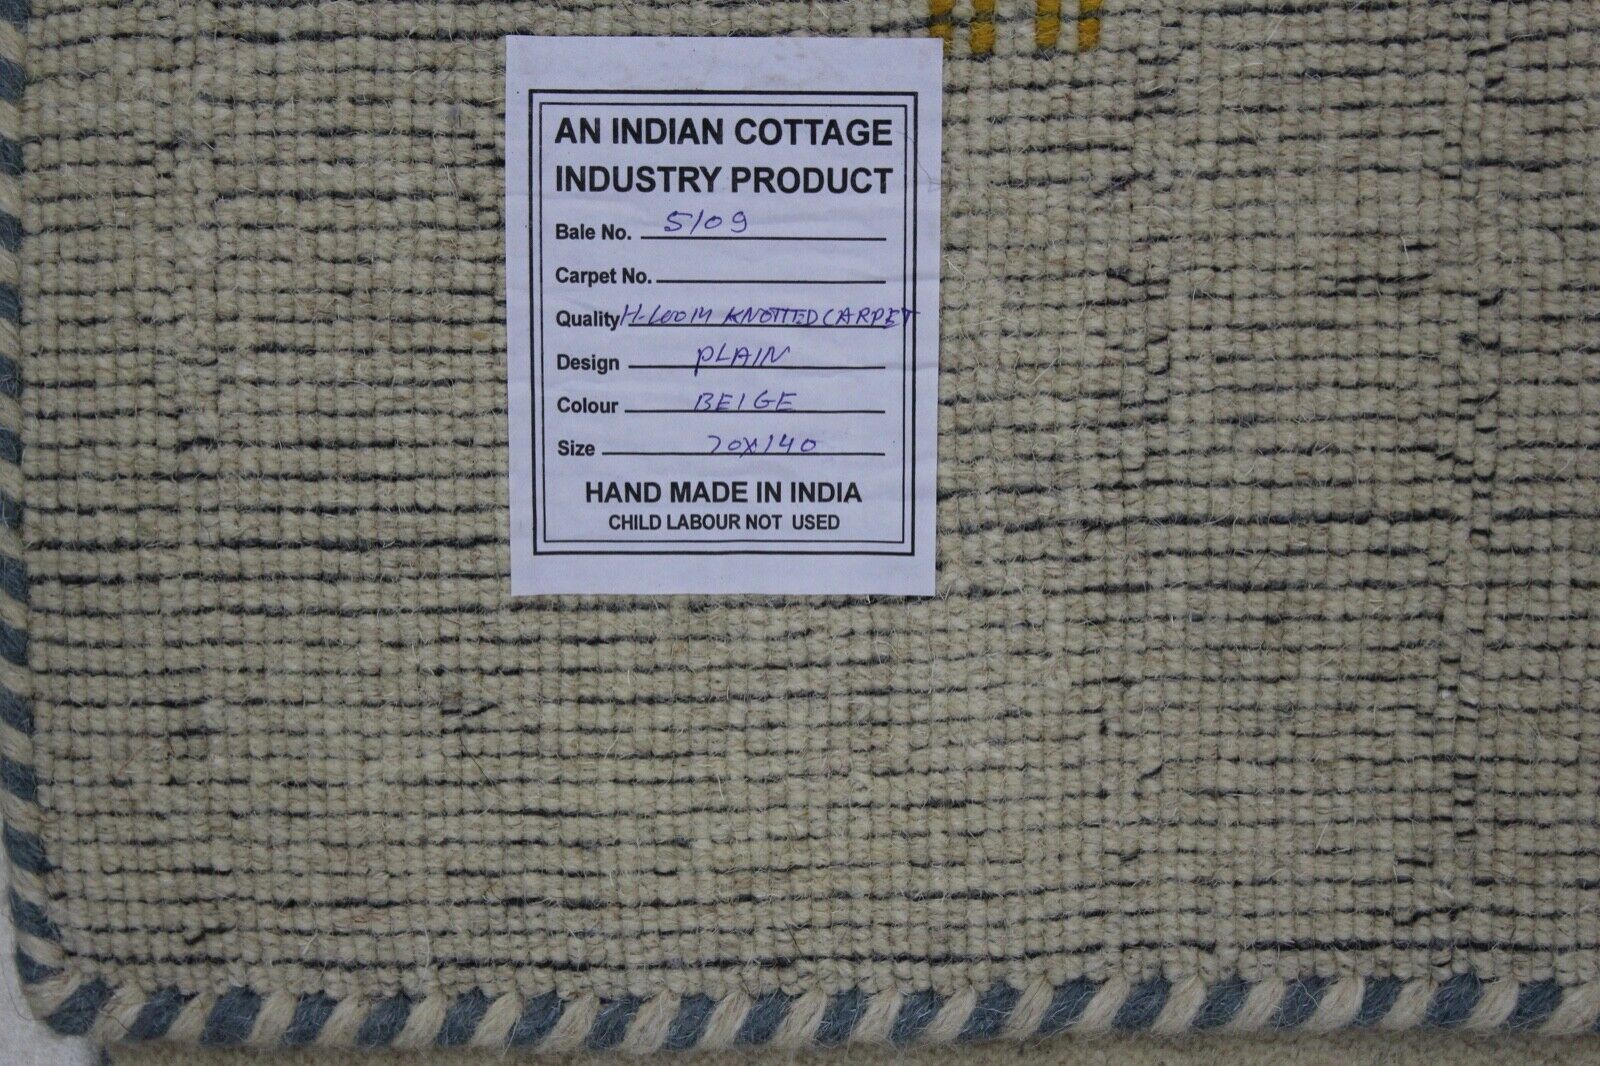 AN INDIAN COTTAGE
INDUSTRY PRODUCT
Bale No. 5109
Carpet No.
Quality H-LOOM KNOTTED CARPET
Design PLAIN
Colour BEIGE
Size 70X140
HAND MADE IN INDIA
CHILD LABOUR NOT USED